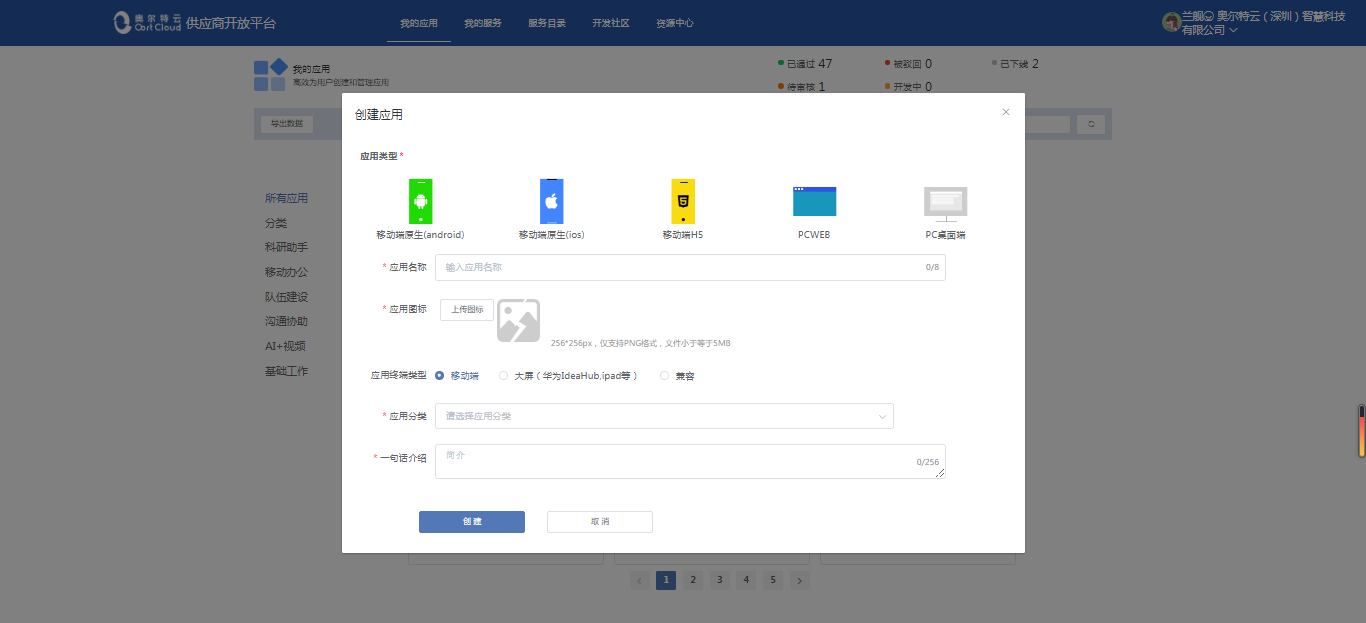 奥尔特云
Oort Cloud
供应商开放平台
我的应用
我的服务
服务目录
开发社区
资源中心
兰舰 奥尔特云（深圳）智慧科技
有限公司
我的应用
高效为用户创建和管理应用
已通过 47
被驳回 0
已下线 2
待审核 1
开发中 0
导出数据
创建应用
应用类型 *
所有应用
分类
科研助手
移动办公
队伍建设
沟通协助
AI+视频
基础工作
移动端原生(android)
移动端原生(ios)
移动端H5
PCWEB
PC桌面端
* 应用名称
输入应用名称
0/8
* 应用图标
上传图标
256*256px，仅支持PNG格式，文件小于等于5MB
应用终端类型
移动端
大屏（华为IdeaHub,ipad等）
兼容
* 应用分类
请选择应用分类
* 一句话介绍
简介
0/256
创建
取消
1 2 3 4 5